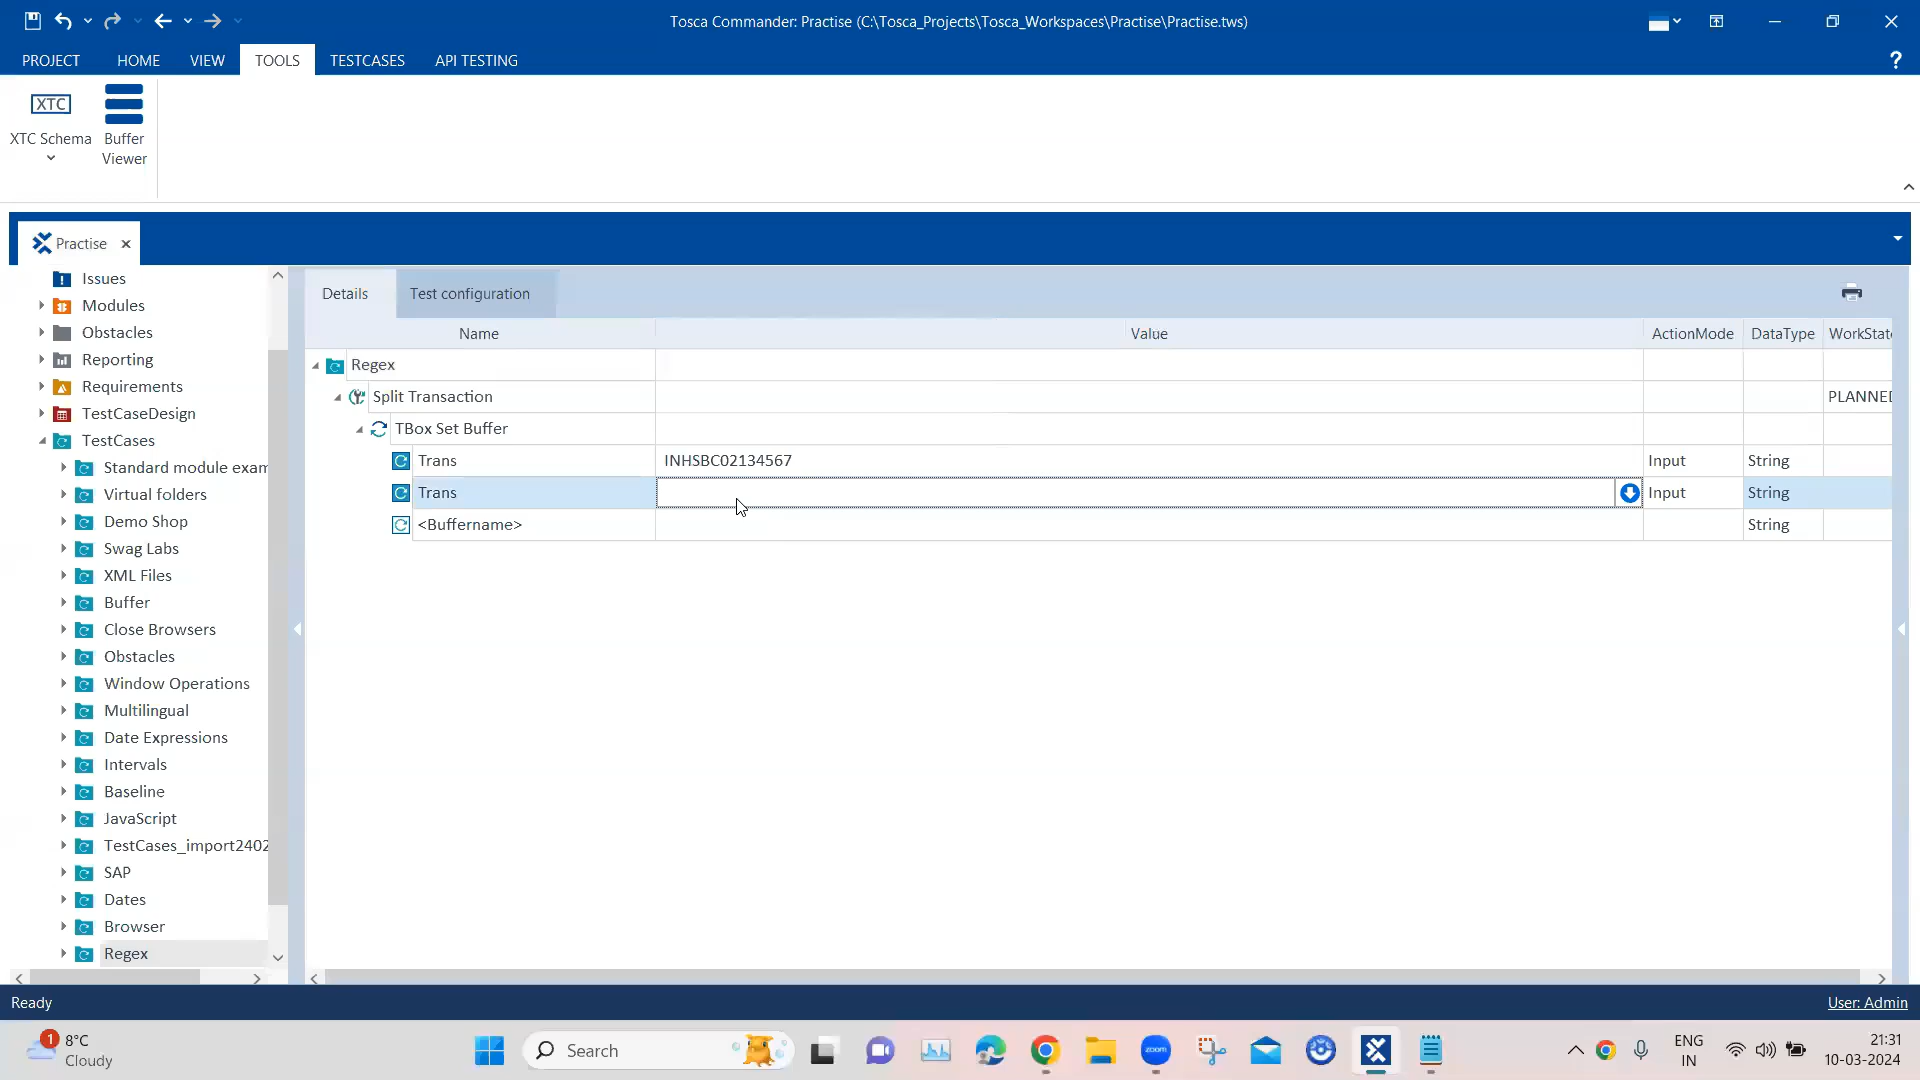 Tosca Commander: Practise (C:\Tosca_Projects\Tosca_Workspaces\Practise\Practise.tws)
PROJECT HOME VIEW TOOLS TESTCASES API TESTING ?
XTC
XTC Schema Buffer
Viewer
Practise
Issues
Modules
Obstacles
Reporting
Requirements
TestCaseDesign
TestCases
Standard module exam
Virtual folders
Demo Shop
Swag Labs
XML Files
Buffer
Close Browsers
Obstacles
Window Operations
Multilingual
Date Expressions
Intervals
Baseline
JavaScript
TestCases_import2402
SAP
Dates
Browser
Regex
Details Test configuration
Name Value ActionMode DataType WorkState
Regex
Split Transaction PLANNED
TBox Set Buffer
Trans INHSBC02134567 Input String
Trans Input String
<Buffername> String
Ready User: Admin
1 8°C
Cloudy
Search
zoom
ENG
IN
21:31
10-03-2024